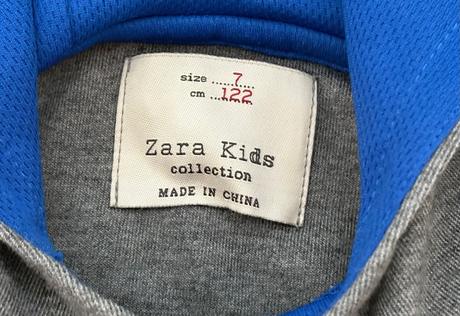 size 7
cm 122
Zara Kids
collection
MADE IN CHINA